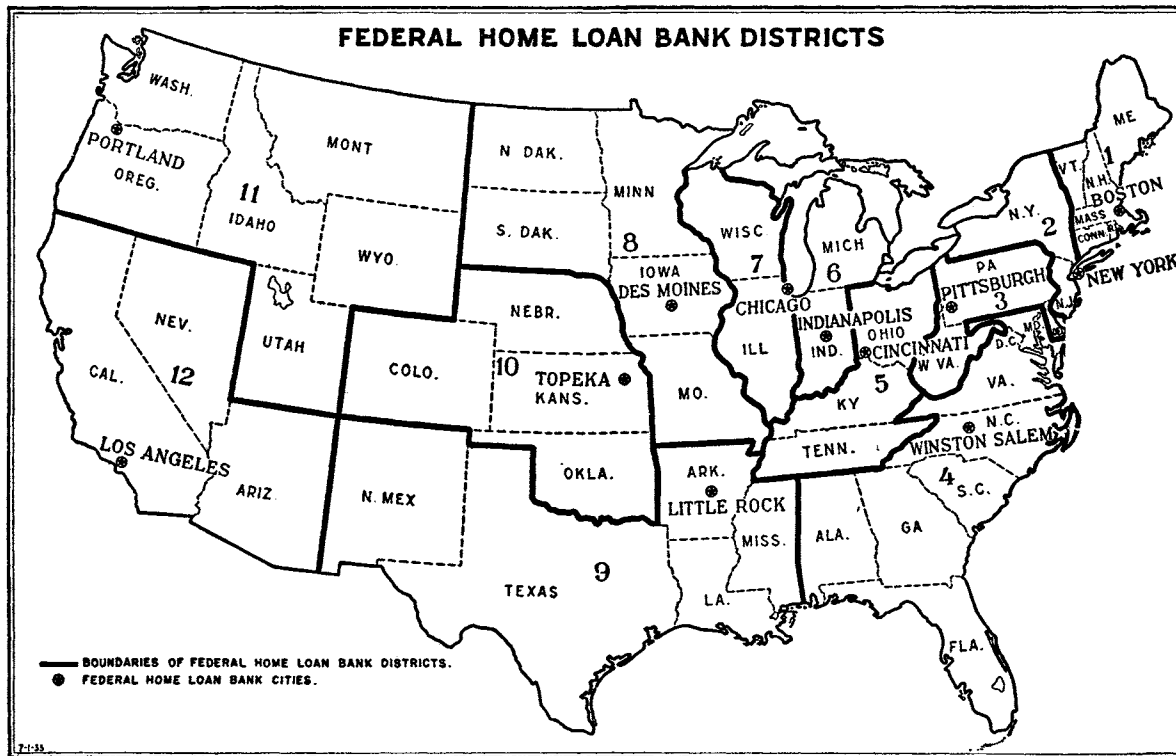 FEDERAL HOME LOAN BANK DISTRICTS
WASH.
PORTLAND
OREG.
11
IDAHO
MONT
WYO.
N. DAK.
S. DAK.
MINN
8
IOWA
DES MOINES
WISC
7
CHICAGO
MICH
6
INDIANAPOLIS
IND.
ILL
OHIO
CINCINNATI
5
KY
W VA.
PA
PITTSBURGH
3
N.Y.
2
NEW YORK
N.J.
ME
1
VT.
N.H.
BOSTON
MASS
CONN
R.I.
MD.
D.C.
VA.
N.C.
WINSTON SALEM
4
S.C.
TENN.
NEBR.
10
TOPEKA
KANS.
COLO.
UTAH
NEV.
12
CAL.
LOS ANGELES
ARIZ.
N. MEX
OKLA.
MO.
ARK.
LITTLE ROCK
MISS.
ALA.
GA
TEXAS
9
LA.
FLA.
BOUNDARIES OF FEDERAL HOME LOAN BANK DISTRICTS.
FEDERAL HOME LOAN BANK CITIES.
7-1-35